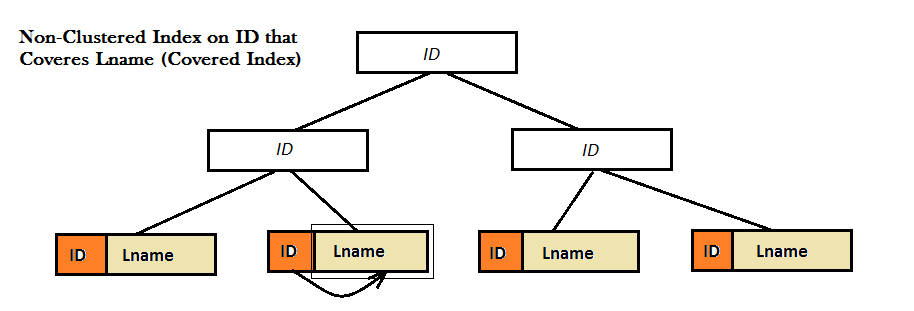 Non-Clustered Index on ID that
Coveres Lname (Covered Index)
ID
ID
ID
ID Lname
ID Lname
ID Lname
ID Lname